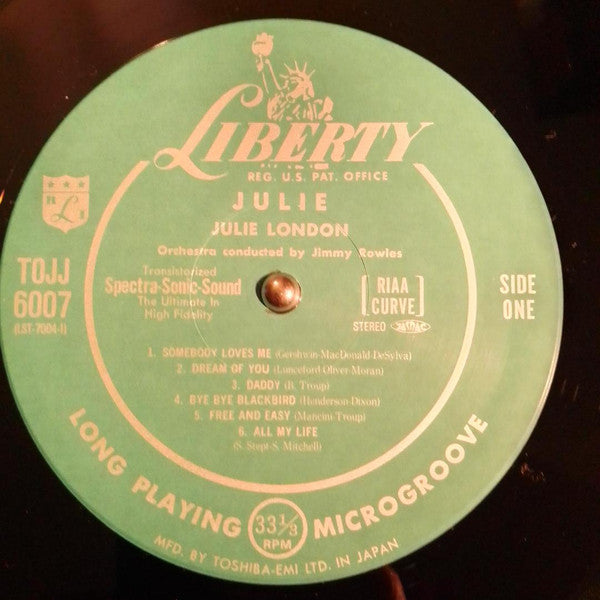 LIBERTY
REG. U.S. PAT. OFFICE
JULIE
JULIE LONDON
Orchestra conducted by Jimmy Rowles
TOJJ
6007
(LST-7004-1)
Transistorized
Spectra-Sonic-Sound
The Ultimate In
High Fidelity
RIAA
CURVE
STEREO
SIDE
ONE
1. SOMEBODY LOVES ME (Gershwin-MacDonald-DeSylva)
2. DREAM OF YOU (Lunceford-Oliver-Moran)
3. DADDY (B. Troup)
4. BYE BYE BLACKBIRD (Henderson-Dixon)
5. FREE AND EASY (Mancini-Troup)
6. ALL MY LIFE
(S. Stept-S. Mitchell)
LONG PLAYING 33 1/3 RPM MICROGROOVE
MFD. BY TOSHIBA-EMI LTD. IN JAPAN